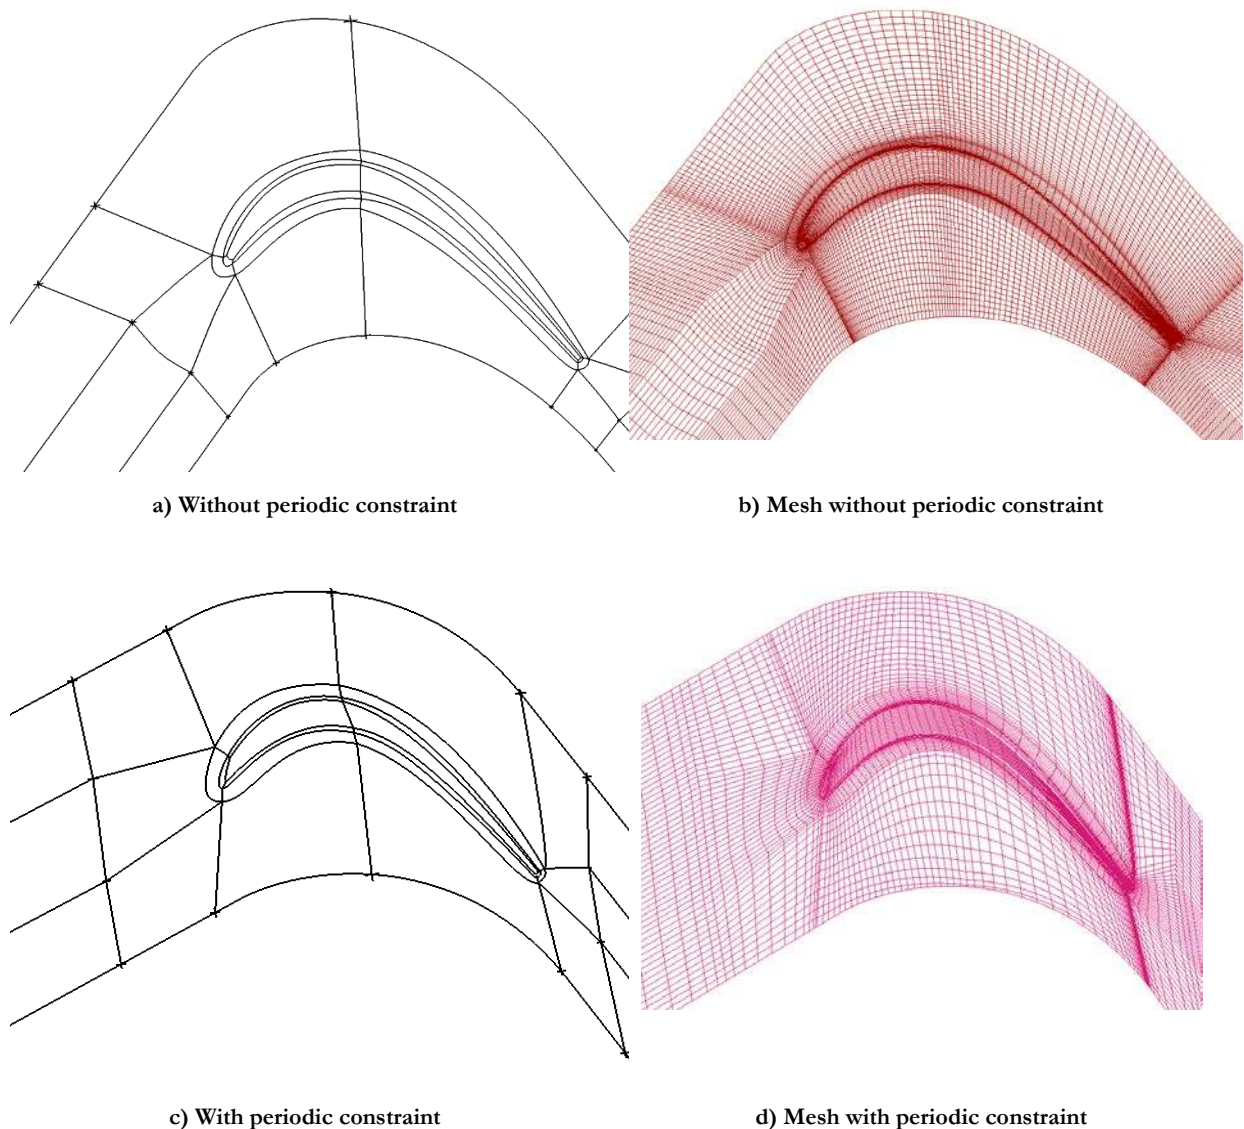 a) Without periodic constraint
b) Mesh without periodic constraint
c) With periodic constraint
d) Mesh with periodic constraint